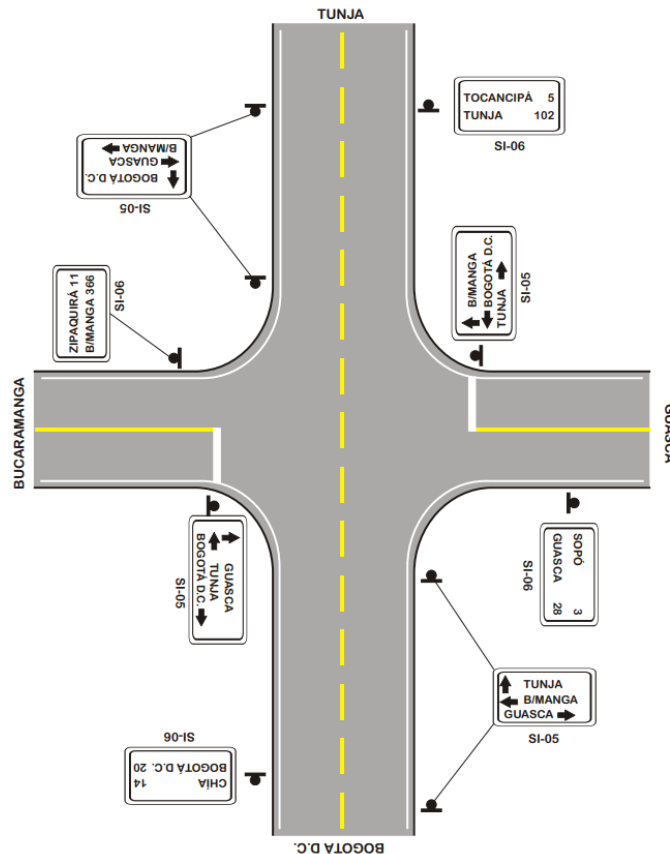 TUNJA
TOCANCIPÁ 5
TUNJA 102
SI-06
BOGOTÁ D.C.
GUASCA
B/MANGA
SI-05
B/MANGA
BOGOTÁ D.C.
TUNJA
SI-05
ZIPAQUIRÁ 11
B/MANGA 366
SI-06
BUCARAMANGA
GUASCA
GUASCA
TUNJA
BOGOTÁ D.C.
SI-05
SOPÓ 3
GUASCA 28
SI-06
TUNJA
B/MANGA
GUASCA
SI-05
CHÍA 14
BOGOTÁ D.C. 20
SI-06
BOGOTA D.C.